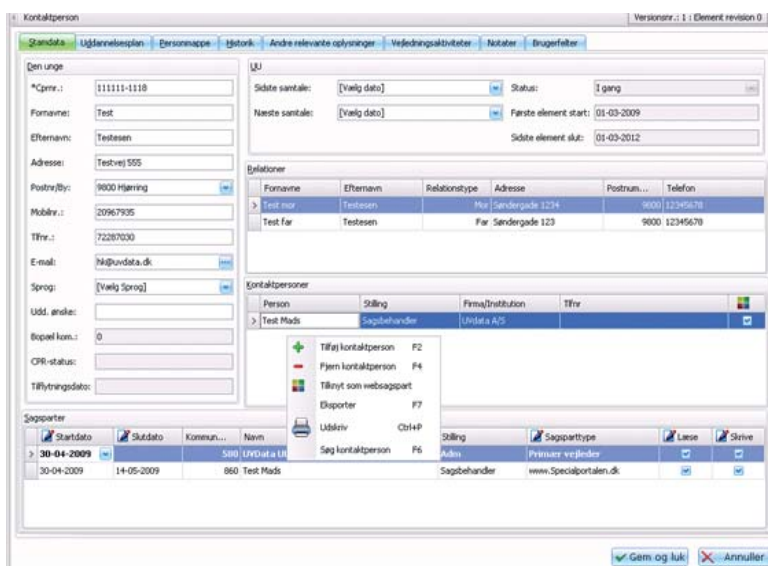 Kontaktperson
Versionsnr.: 1 : Element revision 0
Stamdata Uddannelsesplan Personmappe Historik Andre relevante oplysninger Vejledningsaktiviteter Notater Brugerfelter
Den unge
*Cprnr.: 111111-1118
Fornavne: Test
Efternavn: Testesen
Adresse: Testvej 555
Postnr/By: 9800 Hjørring
Mobilnr.: 20967935
Tlfnr.: 72287030
E-mail: hk@uvdata.dk
Sprog: [Vælg Sprog]
Udd. ønske:
Bopæl kom.: 0
CPR-status:
Tilflytningsdato:
UU
Sidste samtale: [Vælg dato] Status: I gang
Næste samtale: [Vælg dato] Første element start: 01-03-2009
Sidste element slut: 01-03-2012
Relationer
Fornavne Efternavn Relationstype Adresse Postnum... Telefon
Test mor Testesen Mor Søndergade 1234 9800 12345678
Test far Testesen Far Søndergade 123 9800 12345678
Kontaktpersoner
Person Stilling Firma/Institution Tlfnr
Test Mads Sagsbehandler UVdata A/S
Tilføj kontaktperson F2
Fjern kontaktperson F4
Tilknyt som websagspart
Eksporter F7
Udskriv Ctrl+P
Søg kontaktperson F6
Sagsparter
Startdato Slutdato Kommun... Navn Stilling Sagsparttype Læse Skrive
30-04-2009 580 UVData Adm Primær vejleder
30-04-2009 14-05-2009 860 Test Mads Sagsbehandler www.Specialportalen.dk
Gem og luk Annuller